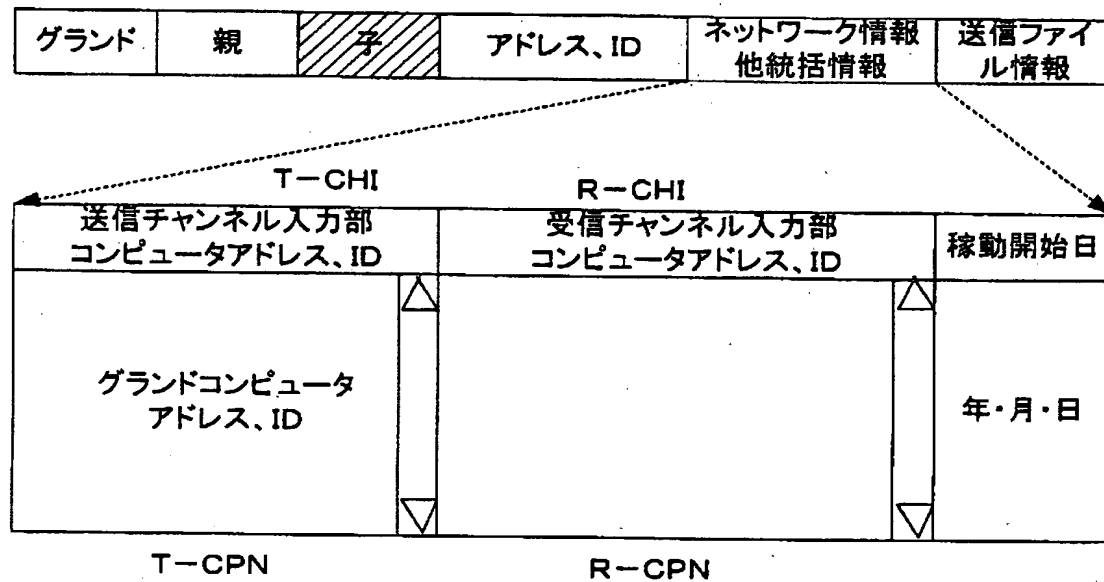 グランド
親
子
アドレス、ID
ネットワーク情報
他統括情報
送信ファイ
ル情報
T-CHI
R-CHI
送信チャンネル入力部
コンピュータアドレス、ID
受信チャンネル入力部
コンピュータアドレス、ID
稼動開始日
グランドコンピュータ
アドレス、ID
年・月・日
T-CPN
R-CPN